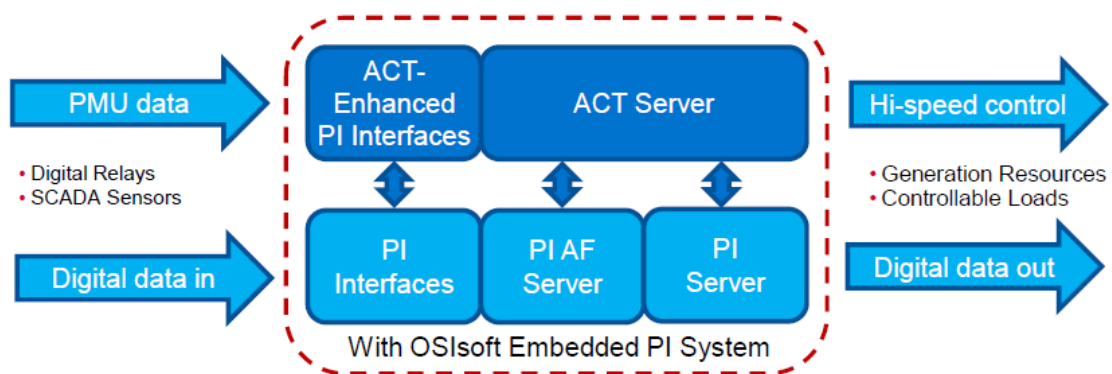 PMU data
• Digital Relays
• SCADA Sensors
Digital data in
ACT-
Enhanced
PI Interfaces
ACT Server
PI
Interfaces
PI AF
Server
PI
Server
With OSIsoft Embedded PI System
Hi-speed control
• Generation Resources
• Controllable Loads
Digital data out